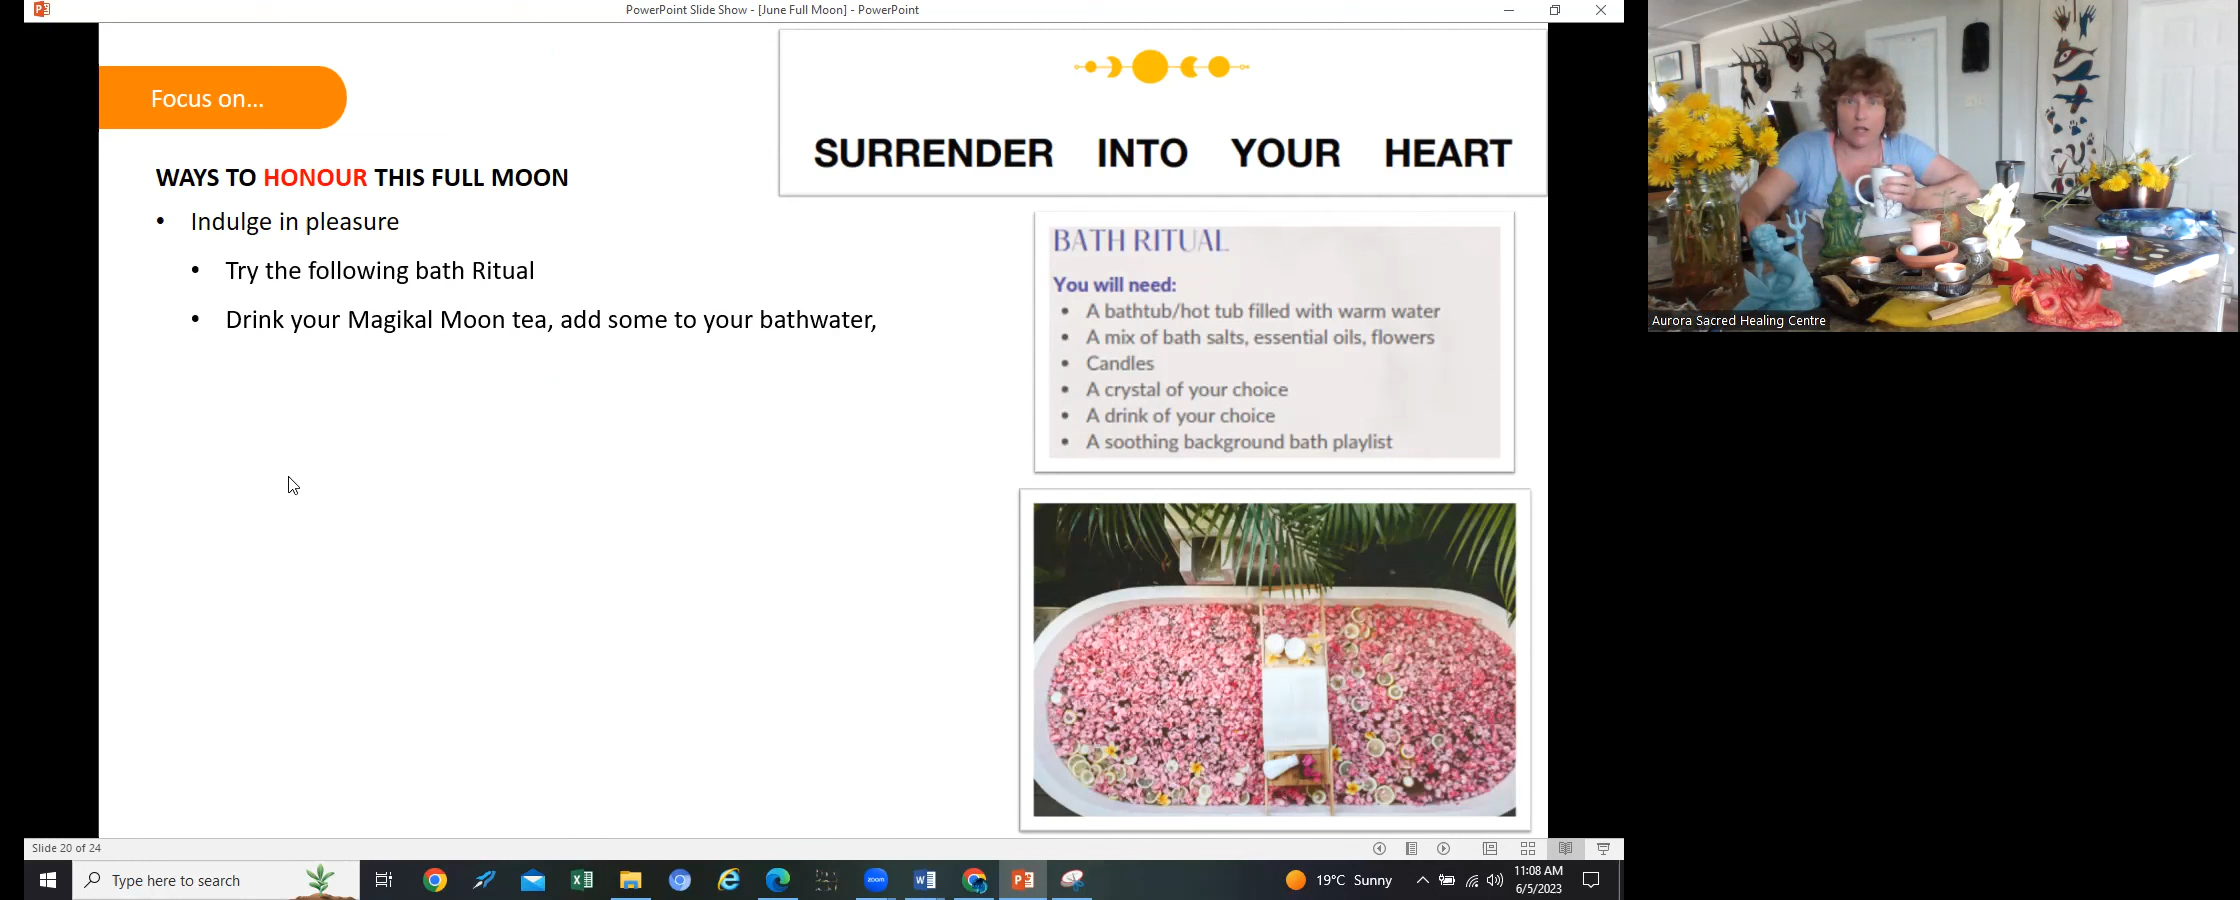 PowerPoint Slide Show - [June Full Moon] - PowerPoint
Focus on...
SURRENDER INTO YOUR HEART
WAYS TO HONOUR THIS FULL MOON
• Indulge in pleasure
• Try the following bath Ritual
• Drink your Magikal Moon tea, add some to your bathwater,
BATH RITUAL
You will need:
• A bathtub/hot tub filled with warm water
• A mix of bath salts, essential oils, flowers
• Candles
• A crystal of your choice
• A drink of your choice
• A soothing background bath playlist
Aurora Sacred Healing Centre
Slide 20 of 24
Type here to search
zoom
19°C Sunny
11:08 AM
6/5/2023